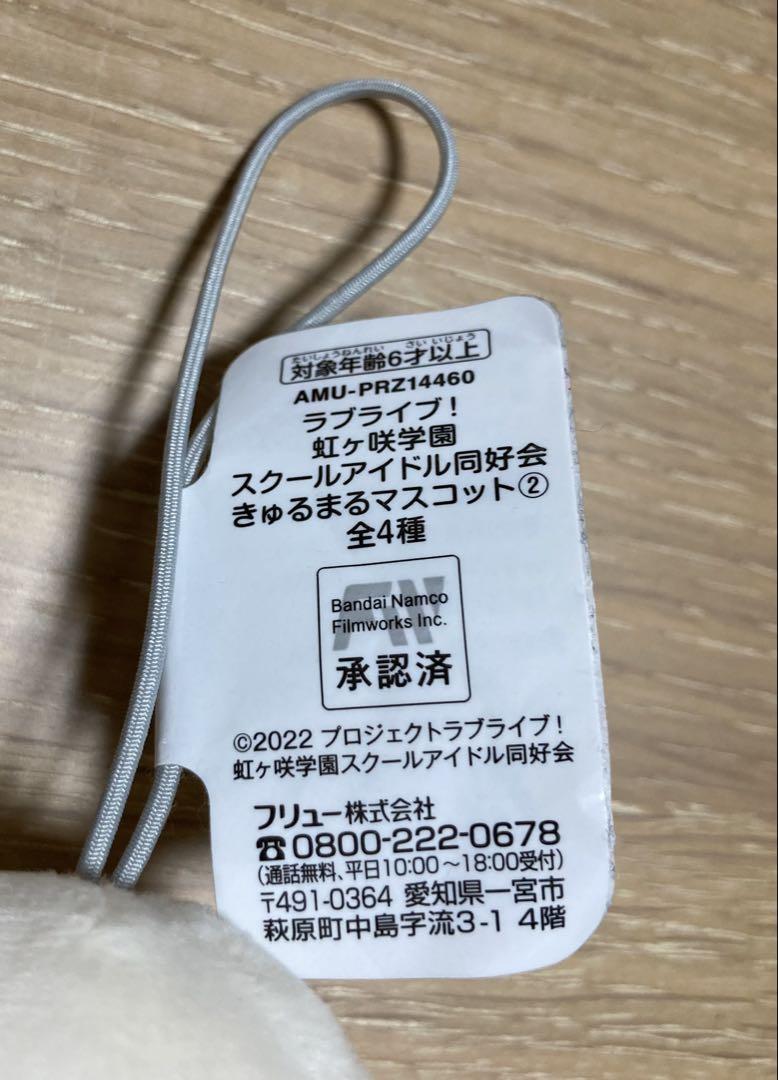 たいしょうねんれい さい いじょう
対象年齢6才以上
AMU-PRZ14460
ラブライブ!
虹ヶ咲学園
スクールアイドル同好会
きゅるまるマスコット②
全4種
Bandai Namco
Filmworks Inc.
承認済
©2022 プロジェクトラブライブ!
虹ヶ咲学園スクールアイドル同好会
フリュー株式会社
☎0800-222-0678
(通話無料、平日10:00～18:00受付)
〒491-0364 愛知県一宮市
萩原町中島字流3-1 4階